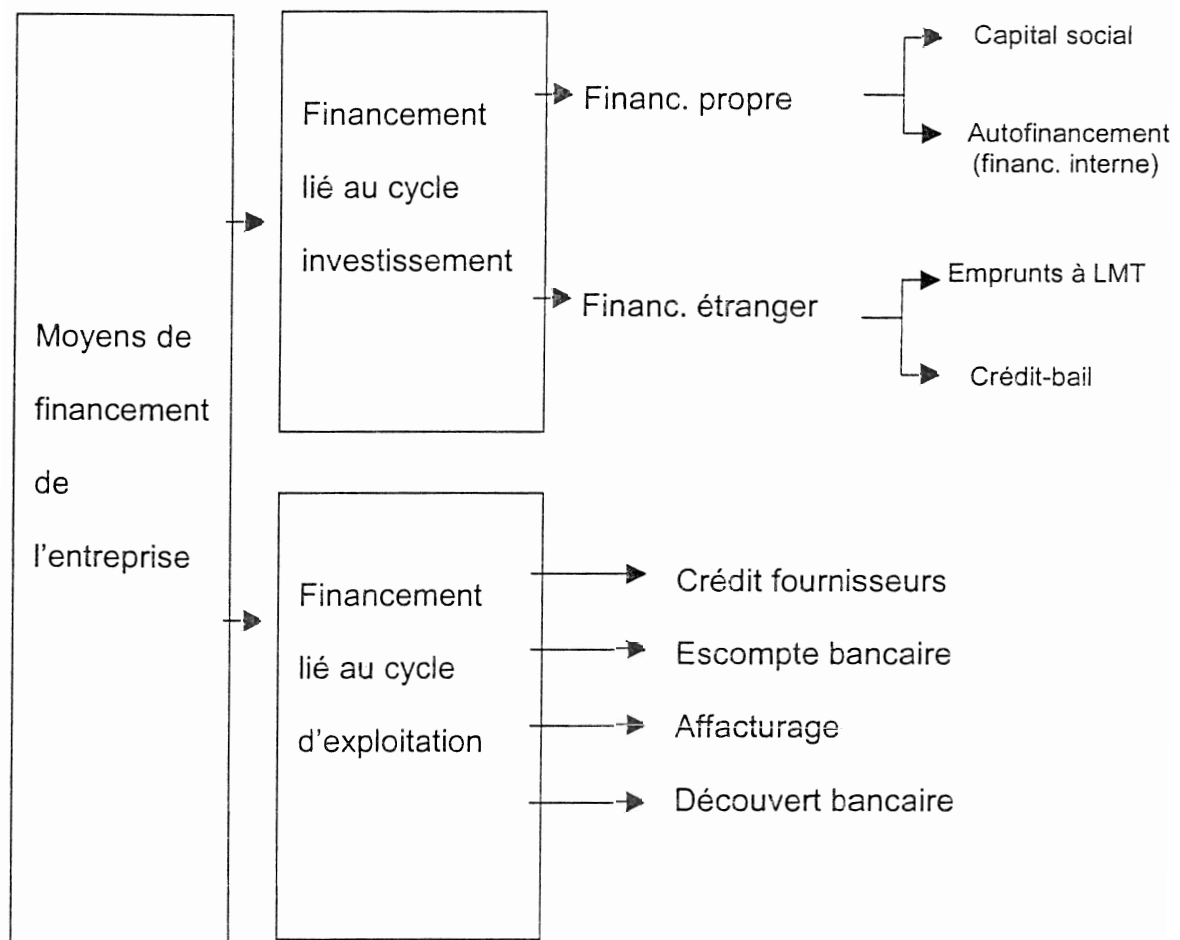 Moyens de
financement
de
l'entreprise
Financement
lié au cycle
investissement
Financ. propre
Capital social
Autofinancement
(financ. interne)
Financ. étranger
Emprunts à LMT
Crédit-bail
Financement
lié au cycle
d'exploitation
Crédit fournisseurs
Escompte bancaire
Affacturage
Découvert bancaire